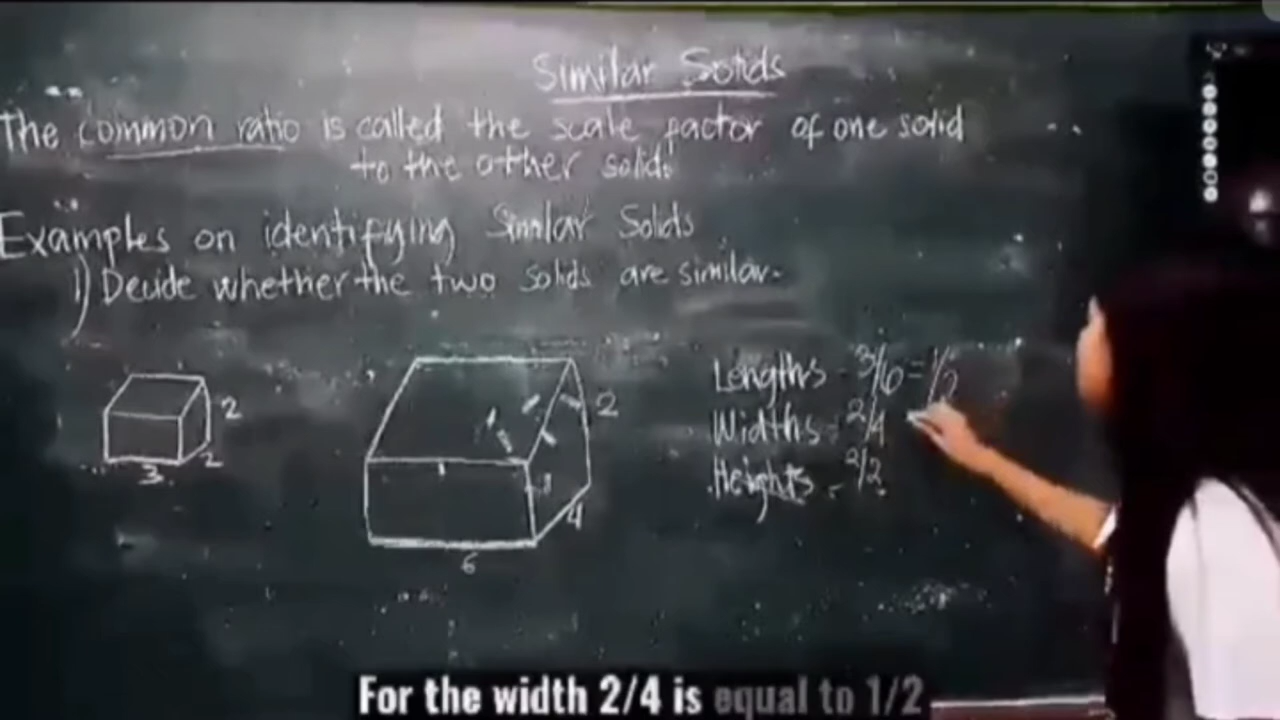 Similar Solids
The common ratio is called the scale factor of one solid
to the other solid.
Examples on identifying Similar Solids
1) Decide whether the two solids are similar.
2
2
3
2
4
6
Lengths - 3/6 = 1/2
Widths - 2/4
Heights - 2/2
For the width 2/4 is equal to 1/2